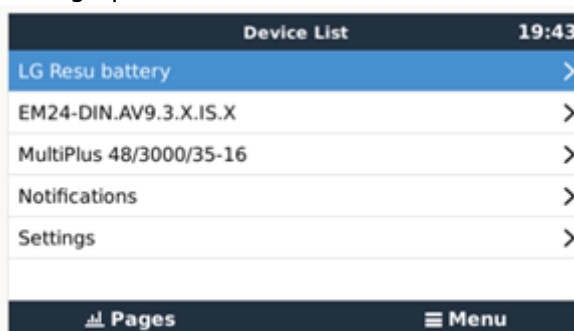 Device List 19:43
LG Resu battery
EM24-DIN.AV9.3.X.IS.X
MultiPlus 48/3000/35-16
Notifications
Settings
Pages Menu